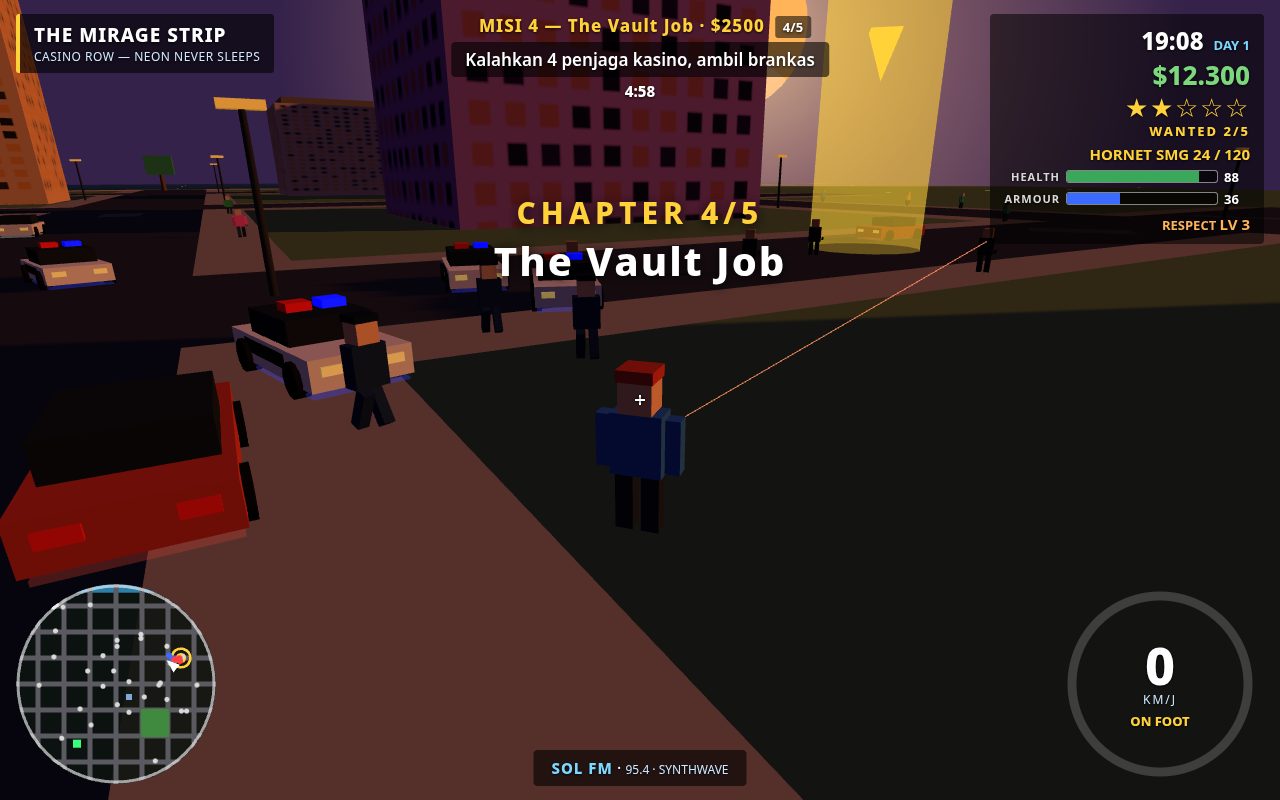 THE MIRAGE STRIP
CASINO ROW — NEON NEVER SLEEPS
MISI 4 — The Vault Job · $2500 4/5
Kalahkan 4 penjaga kasino, ambil brankas
4:58
19:08 DAY 1
$12.300
★★☆☆☆
WANTED 2/5
HORNET SMG 24 / 120
HEALTH 88
ARMOUR 36
RESPECT LV 3
CHAPTER 4/5
The Vault Job
0
KM/J
ON FOOT
SOL FM · 95.4 · SYNTHWAVE